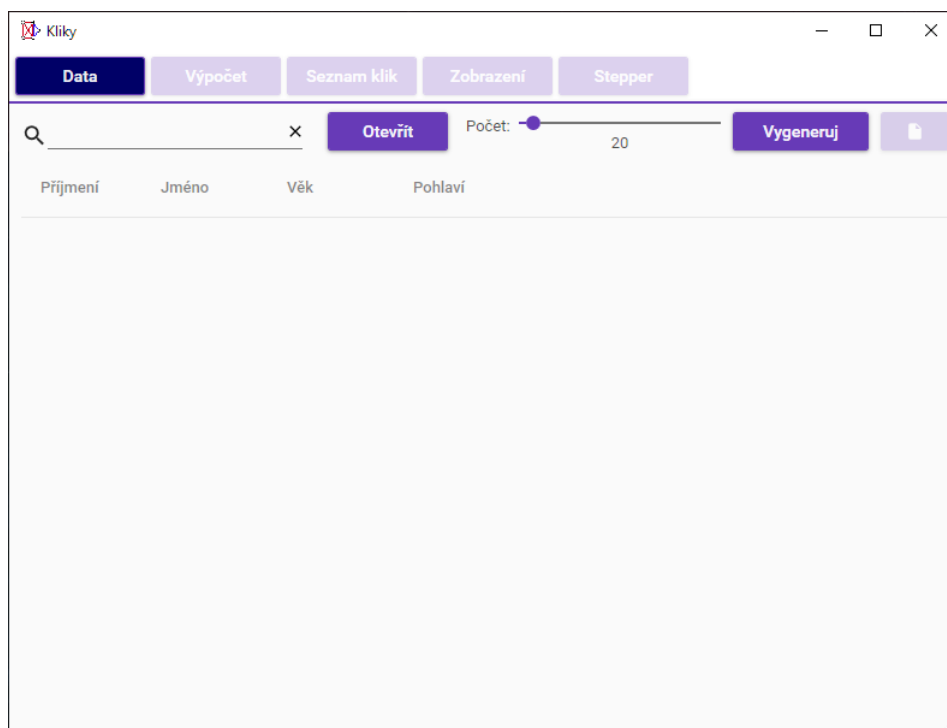 Kliky
Data Výpočet Seznam klik Zobrazení Stepper
Otevřít Počet: 20 Vygeneruj
Příjmení Jméno Věk Pohlaví